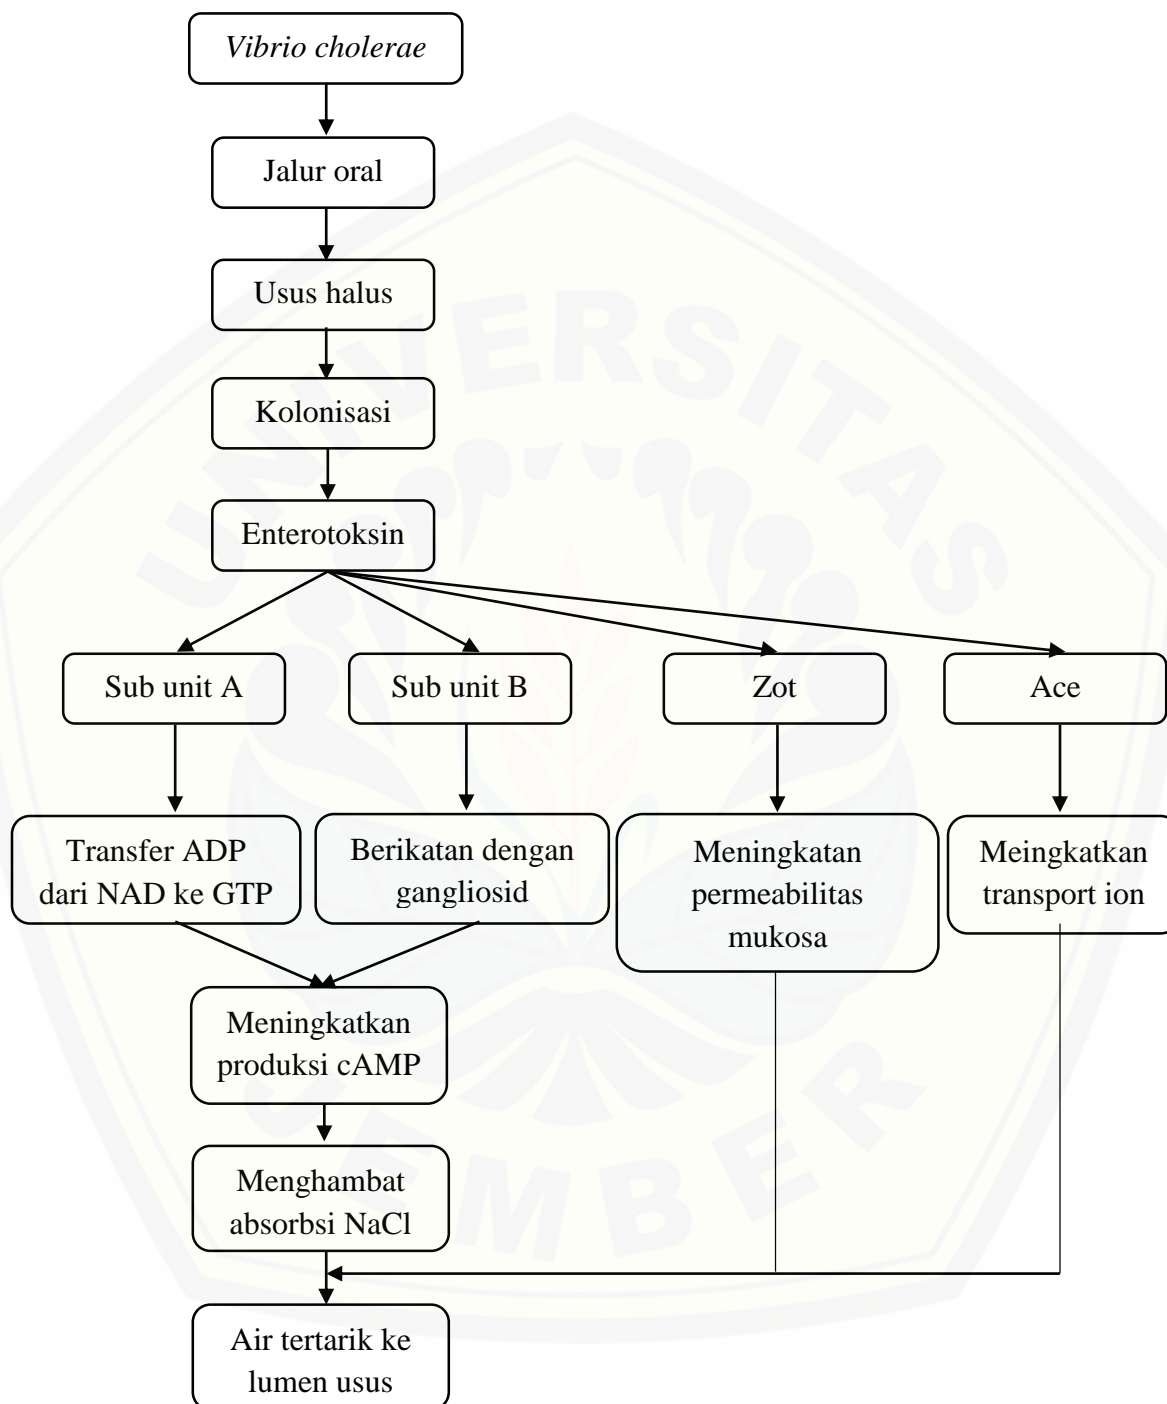 Vibrio cholerae
Jalur oral
Usus halus
Kolonisasi
Enterotoksin
Sub unit A
Sub unit B
Zot
Ace
Transfer ADP
dari NAD ke GTP
Berikatan dengan
gangliosid
Meningkatan
permeabilitas
mukosa
Meingkatkan
transport ion
Meningkatkan
produksi cAMP
Menghambat
absorbsi NaCl
Air tertarik ke
lumen usus
UNIVERSITAS
JEMBER